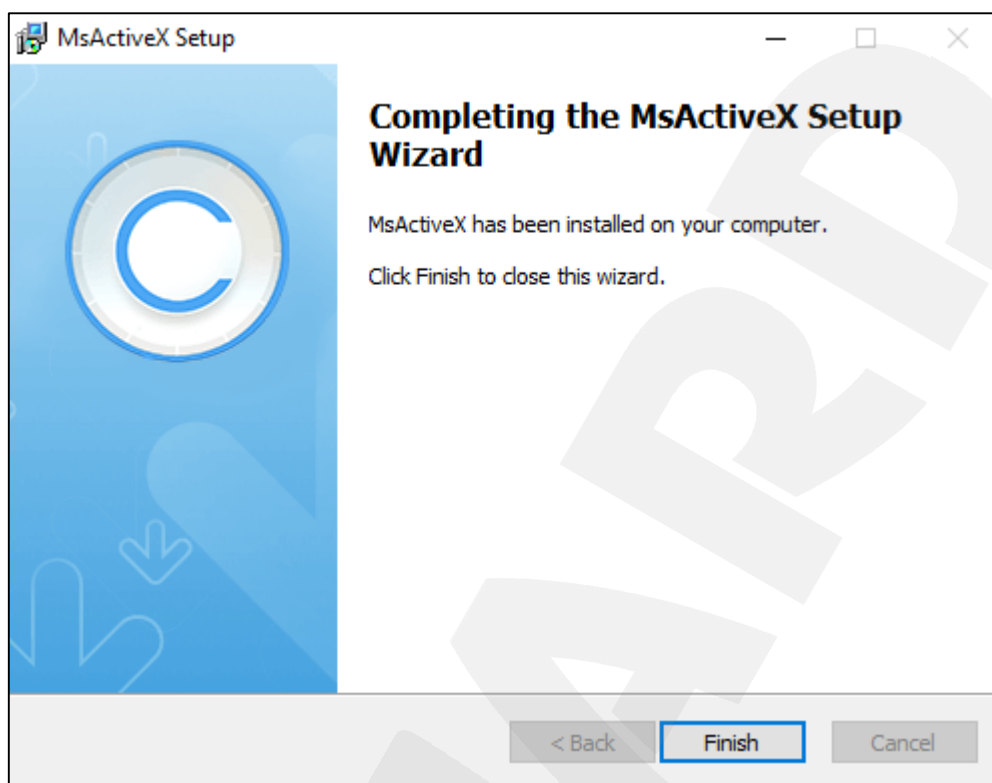 MsActiveX Setup
Completing the MsActiveX Setup
Wizard
MsActiveX has been installed on your computer.
Click Finish to close this wizard.
< Back
Finish
Cancel